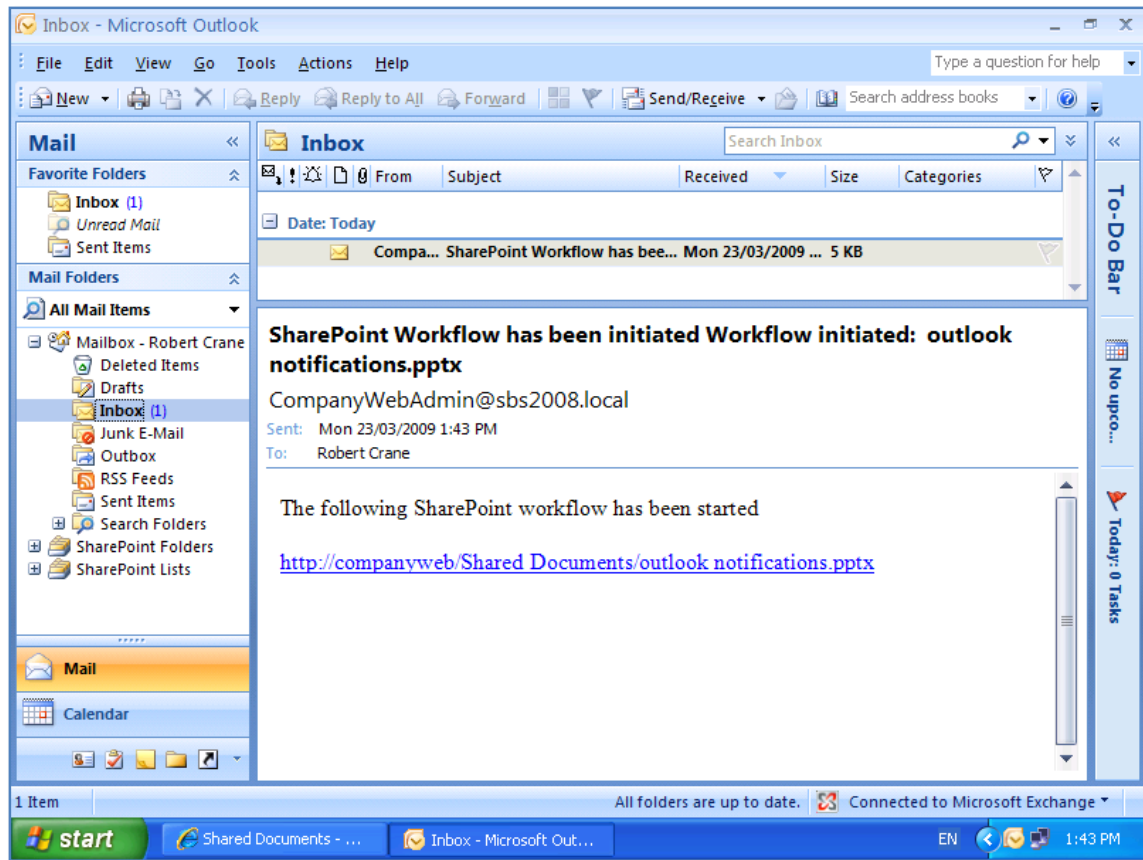 Inbox - Microsoft Outlook
File Edit View Go Tools Actions Help
Type a question for help
New Reply Reply to All Forward Send/Receive Search address books
Mail
Favorite Folders
Inbox (1)
Unread Mail
Sent Items
Mail Folders
All Mail Items
Mailbox - Robert Crane
Deleted Items
Drafts
Inbox (1)
Junk E-Mail
Outbox
RSS Feeds
Sent Items
Search Folders
SharePoint Folders
SharePoint Lists
Mail
Calendar
Inbox
Search Inbox
From Subject Received Size Categories
Date: Today
Compa... SharePoint Workflow has bee... Mon 23/03/2009 ... 5 KB
SharePoint Workflow has been initiated Workflow initiated: outlook
notifications.pptx
CompanyWebAdmin@sbs2008.local
Sent: Mon 23/03/2009 1:43 PM
To: Robert Crane
The following SharePoint workflow has been started
http://companyweb/Shared Documents/outlook notifications.pptx
To-Do Bar
No upco...
Today: 0 Tasks
1 Item
All folders are up to date. Connected to Microsoft Exchange
start Shared Documents - ... Inbox - Microsoft Out... EN 1:43 PM